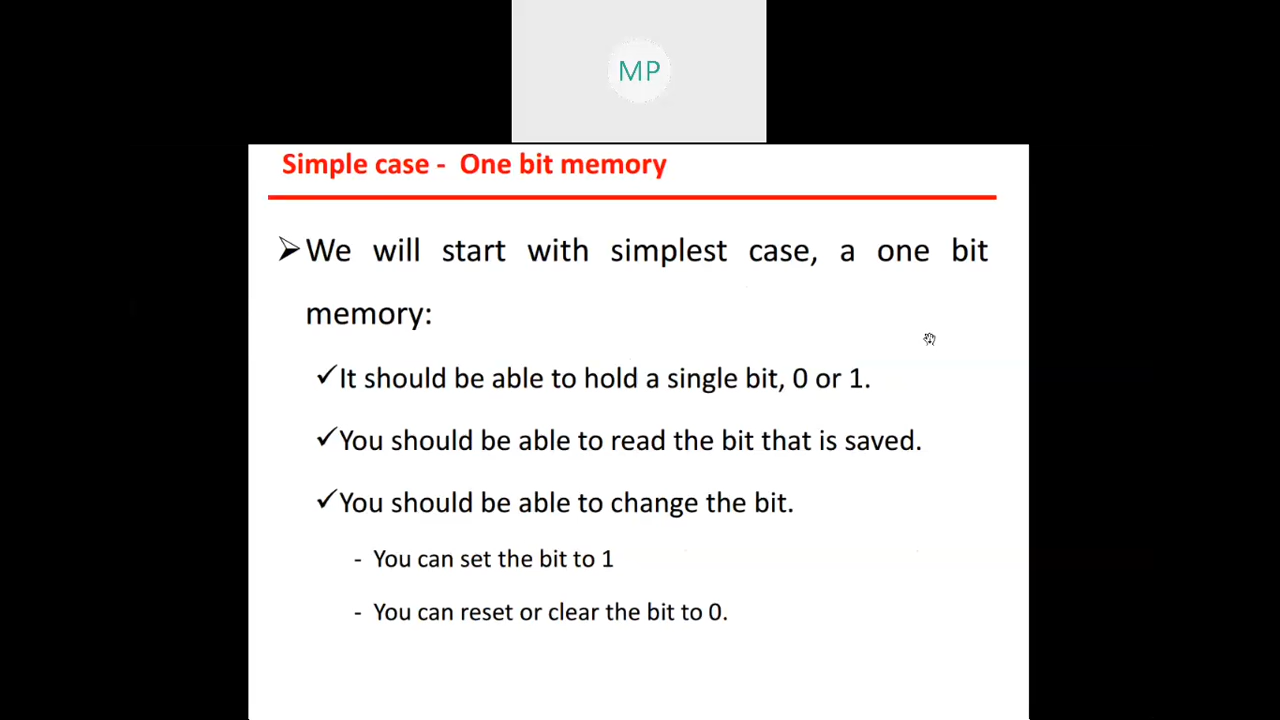 MP
Simple case - One bit memory
➢We will start with simplest case, a one bit
memory:
✓It should be able to hold a single bit, 0 or 1.
✓You should be able to read the bit that is saved.
✓You should be able to change the bit.
- You can set the bit to 1
- You can reset or clear the bit to 0.